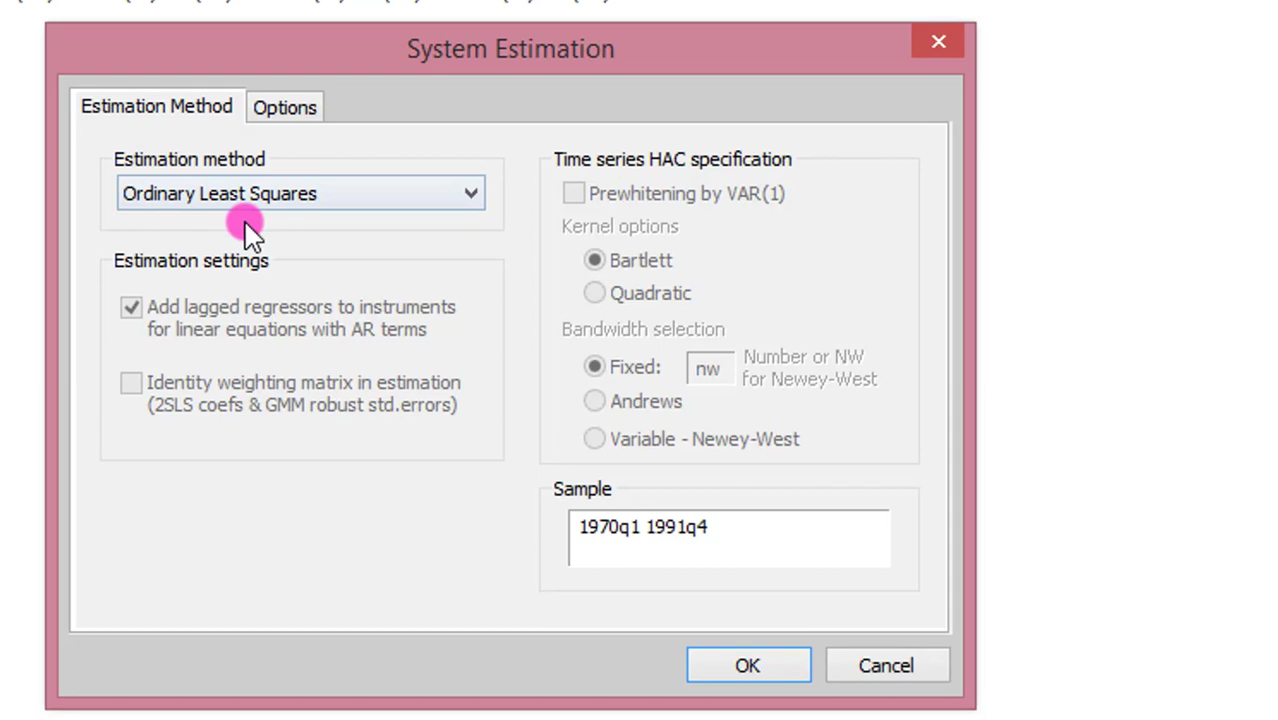 System Estimation
Estimation Method
Options
Estimation method
Ordinary Least Squares
Estimation settings
Add lagged regressors to instruments
for linear equations with AR terms
Identity weighting matrix in estimation
(2SLS coefs & GMM robust std.errors)
Time series HAC specification
Prewhitening by VAR(1)
Kernel options
Bartlett
Quadratic
Bandwidth selection
Fixed:
nw
Number or NW
for Newey-West
Andrews
Variable - Newey-West
Sample
1970q1 1991q4
OK
Cancel